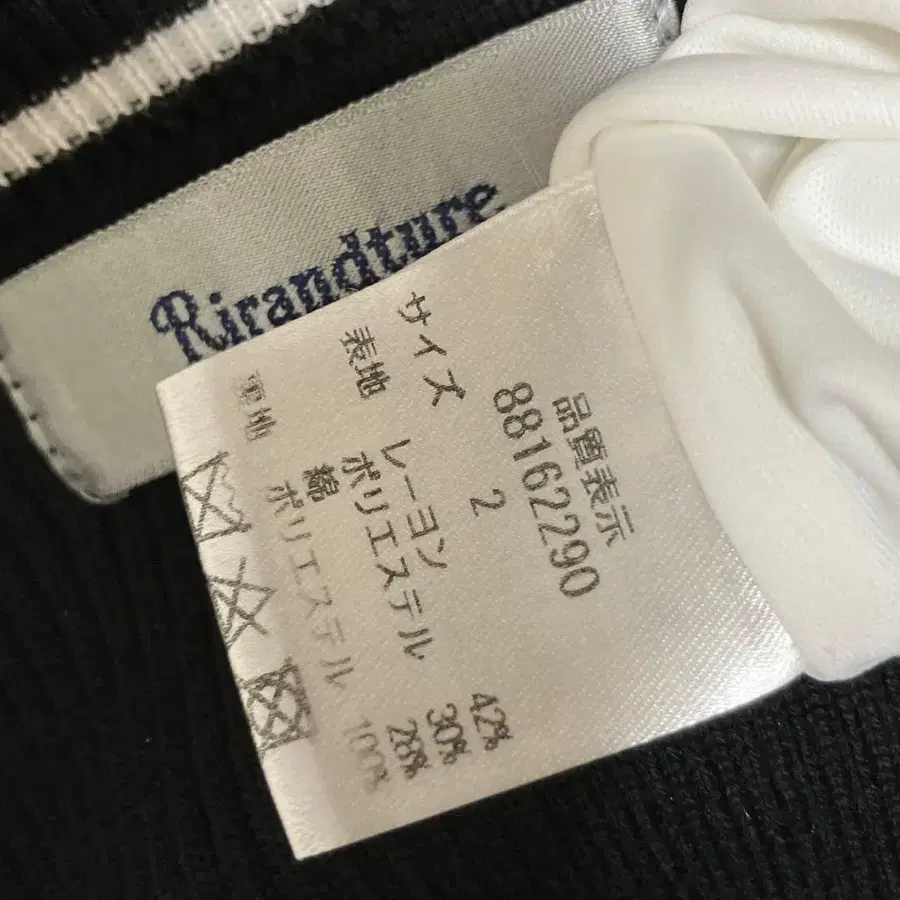 Rirandture
品質表示
88162290
サイズ 2
表地 レーヨン 42%
ポリエステル 30%
綿 28%
裏地 ポリエステル 100%